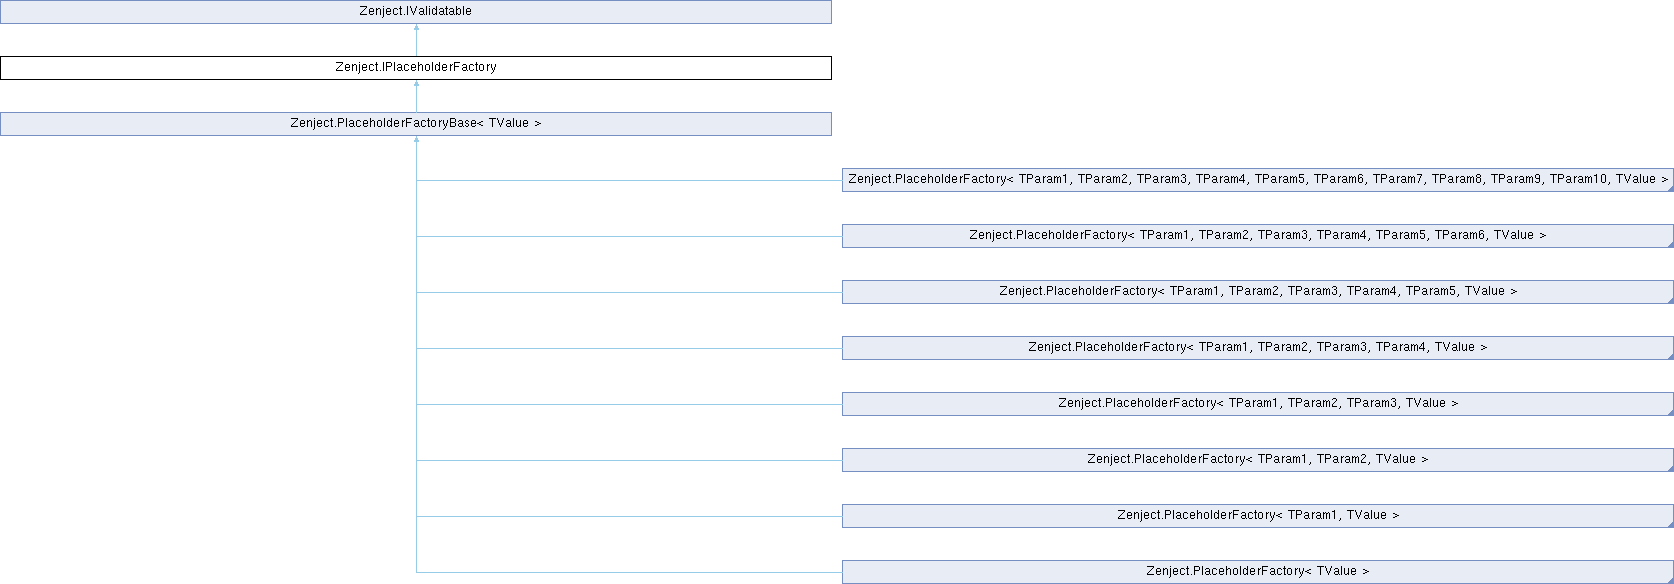 Zenject.IValidatable
Zenject.IPlaceholderFactory
Zenject.PlaceholderFactoryBase< TValue >
Zenject.PlaceholderFactory< TParam1, TParam2, TParam3, TParam4, TParam5, TParam6, TParam7, TParam8, TParam9, TParam10, TValue >
Zenject.PlaceholderFactory< TParam1, TParam2, TParam3, TParam4, TParam5, TParam6, TValue >
Zenject.PlaceholderFactory< TParam1, TParam2, TParam3, TParam4, TParam5, TValue >
Zenject.PlaceholderFactory< TParam1, TParam2, TParam3, TParam4, TValue >
Zenject.PlaceholderFactory< TParam1, TParam2, TParam3, TValue >
Zenject.PlaceholderFactory< TParam1, TParam2, TValue >
Zenject.PlaceholderFactory< TParam1, TValue >
Zenject.PlaceholderFactory< TValue >